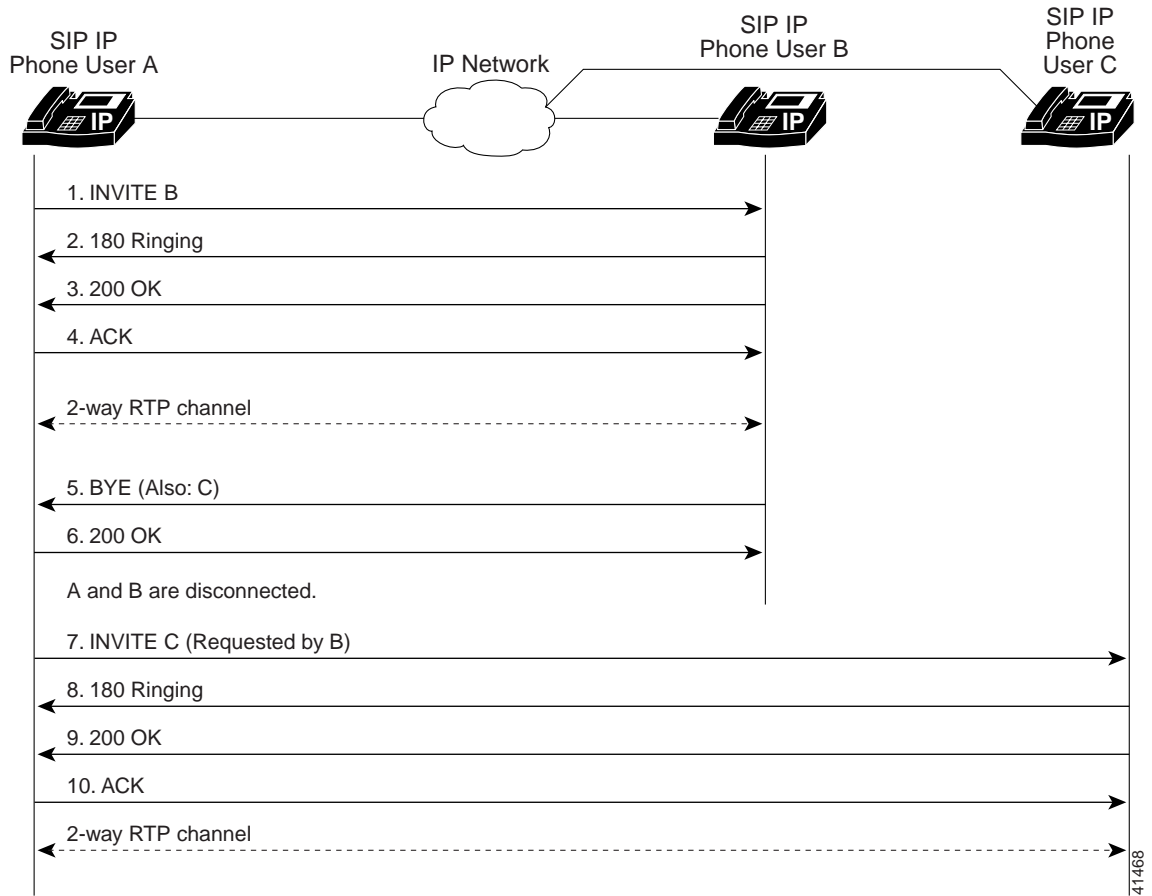 SIP IP
Phone User A
IP Network
SIP IP
Phone User B
SIP IP
Phone
User C
IP
IP
IP
1. INVITE B
2. 180 Ringing
3. 200 OK
4. ACK
2-way RTP channel
5. BYE (Also: C)
6. 200 OK
A and B are disconnected.
7. INVITE C (Requested by B)
8. 180 Ringing
9. 200 OK
10. ACK
2-way RTP channel
41468